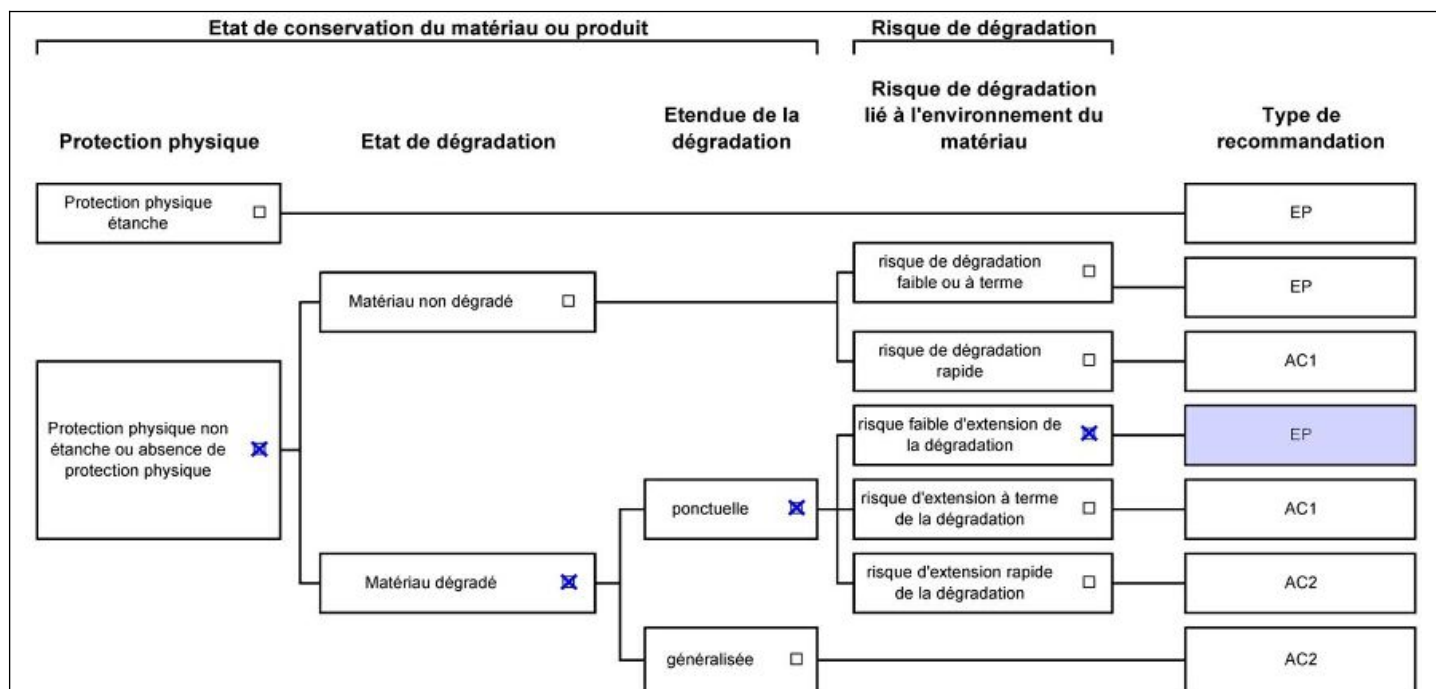 Etat de conservation du matériau ou produit
Risque de dégradation
Protection physique
Etat de dégradation
Etendue de la
dégradation
Risque de dégradation
lié à l'environnement du
matériau
Type de
recommandation
Protection physique
étanche
EP
Matériau non dégradé
risque de dégradation
faible ou à terme
EP
risque de dégradation
rapide
AC1
Protection physique non
étanche ou absence de
protection physique
risque faible d'extension de
la dégradation
EP
ponctuelle
risque d'extension à terme
de la dégradation
AC1
Matériau dégradé
risque d'extension rapide
de la dégradation
AC2
généralisée
AC2